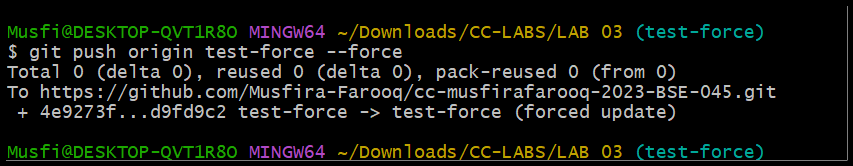 Musfi@DESKTOP-QVT1R8O MINGW64 ~/Downloads/CC-LABS/LAB 03 (test-force)
$ git push origin test-force --force
Total 0 (delta 0), reused 0 (delta 0), pack-reused 0 (from 0)
To https://github.com/Musfira-Farooq/cc-musfirafarooq-2023-BSE-045.git
 + 4e9273f...d9fd9c2 test-force -> test-force (forced update)
Musfi@DESKTOP-QVT1R8O MINGW64 ~/Downloads/CC-LABS/LAB 03 (test-force)